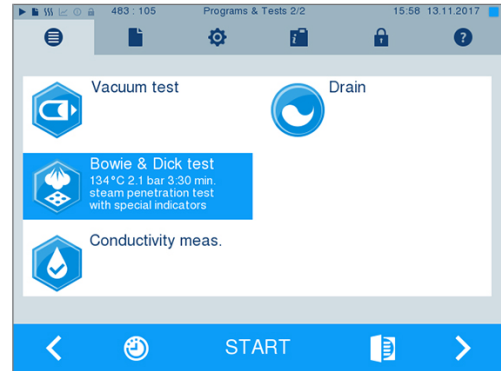 483 : 105 Programs & Tests 2/2 15:58 13.11.2017
Vacuum test
Drain
Bowie & Dick test
134°C 2.1 bar 3:30 min.
steam penetration test
with special indicators
Conductivity meas.
START